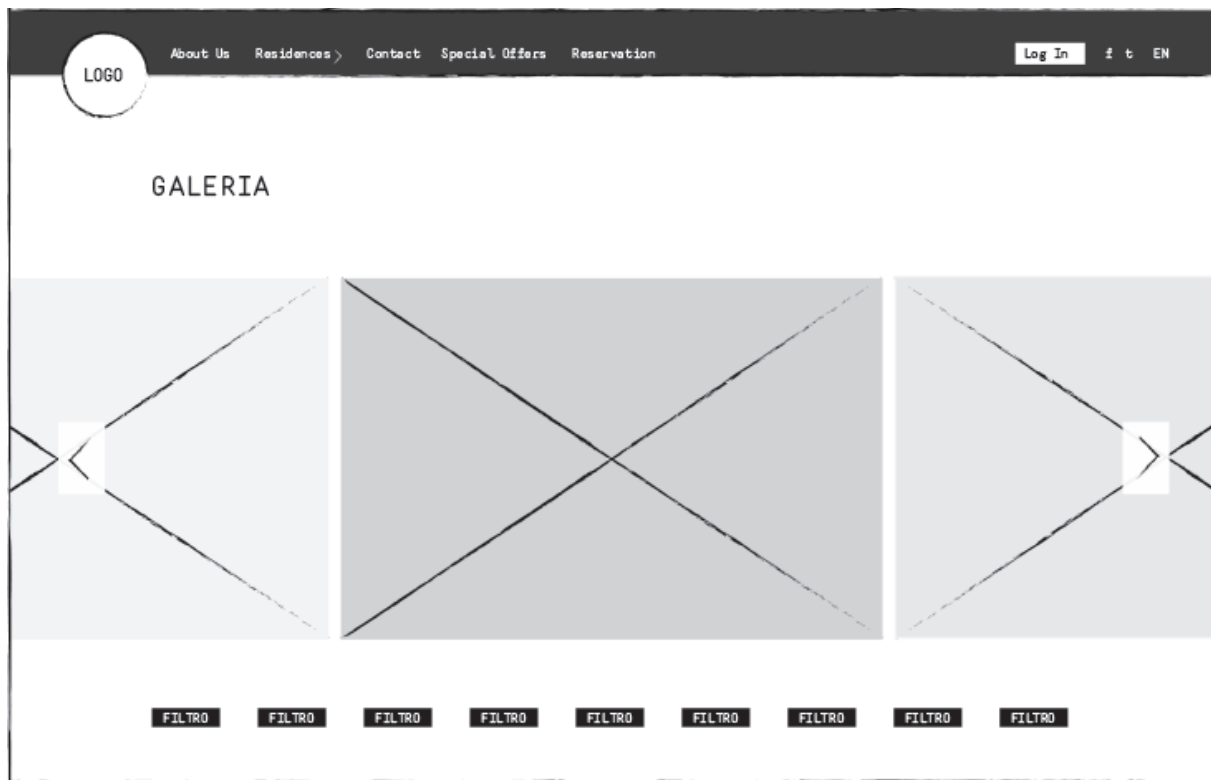 About Us Residences Contact Special Offers Reservation Log In f t EN
LOGO
GALERIA
FILTRO FILTRO FILTRO FILTRO FILTRO FILTRO FILTRO FILTRO FILTRO